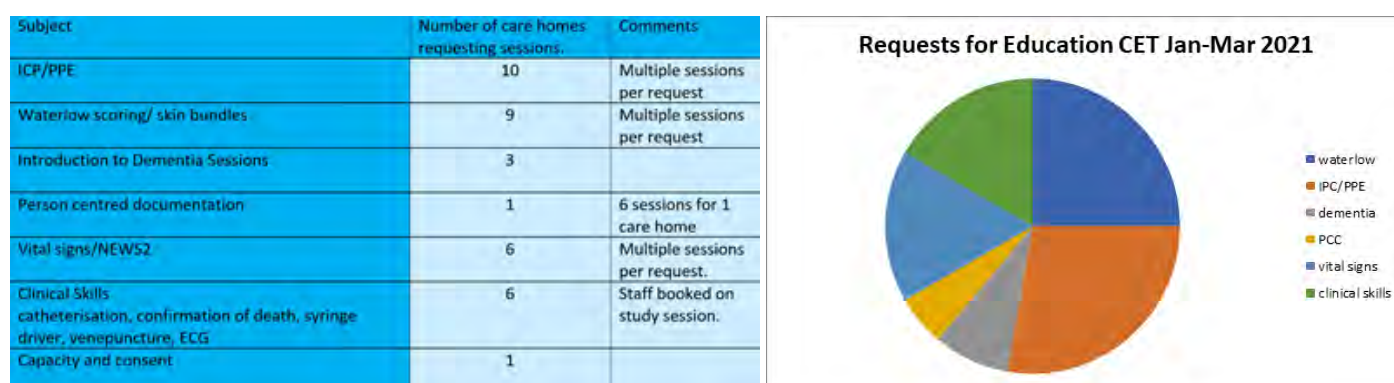 Subject
Number of care homes
requesting sessions.
Comments
ICP/PPE
10
Multiple sessions
per request
Waterlow scoring/ skin bundles
9
Multiple sessions
per request
Introduction to Dementia Sessions
3
Person centred documentation
1
6 sessions for 1
care home
Vital signs/NEWS2
6
Multiple sessions
per request.
Clinical Skills
catheterisation, confirmation of death, syringe
driver, venepuncture, ECG
6
Staff booked on
study session.
Capacity and consent
1
Requests for Education CET Jan-Mar 2021
waterlow
IPC/PPE
dementia
PCC
vital signs
clinical skills